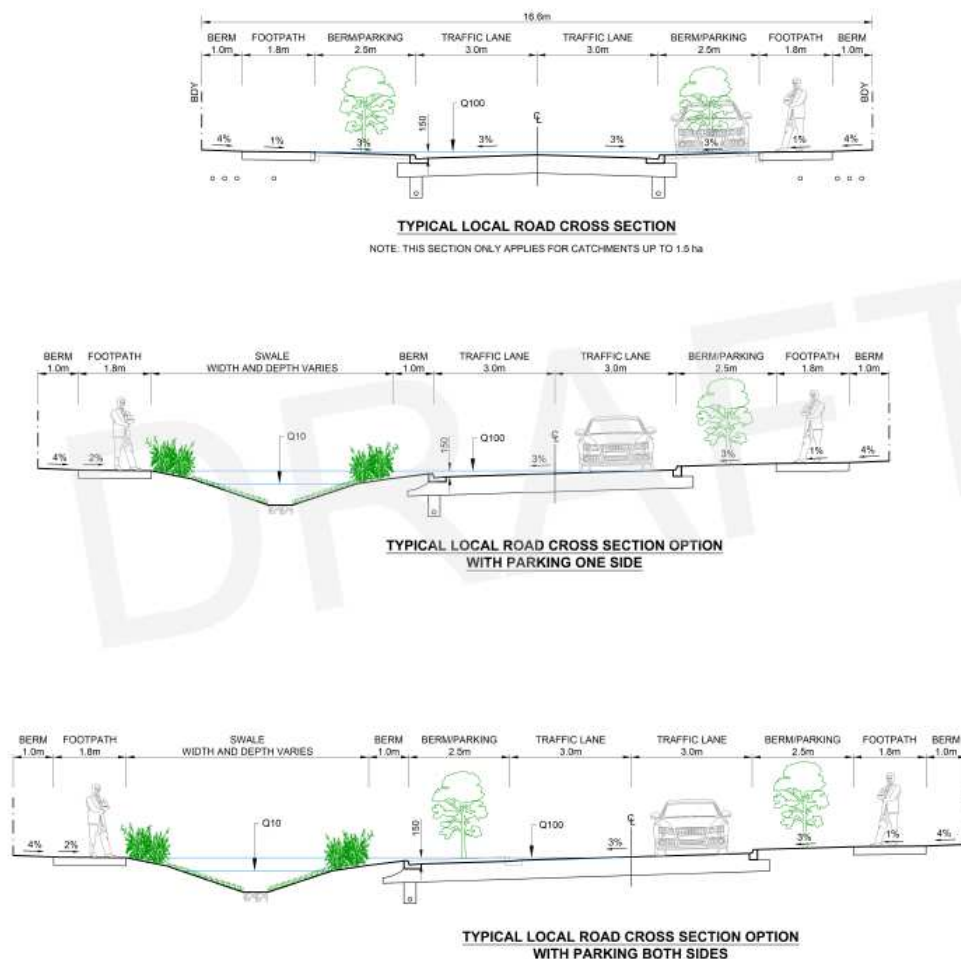 16.6m
BERM FOOTPATH BERM/PARKING TRAFFIC LANE TRAFFIC LANE BERM/PARKING FOOTPATH BERM
1.0m 1.8m 2.5m 3.0m 3.0m 2.5m 1.8m 1.0m
BDY BDY
Q100
150
4% 1% 3% 3% 3% 3% 1% 4%
TYPICAL LOCAL ROAD CROSS SECTION
NOTE: THIS SECTION ONLY APPLIES FOR CATCHMENTS UP TO 1.5 ha
DRAFT
BERM FOOTPATH SWALE BERM TRAFFIC LANE TRAFFIC LANE BERM/PARKING FOOTPATH BERM
1.0m 1.8m WIDTH AND DEPTH VARIES 1.0m 3.0m 3.0m 2.5m 1.8m 1.0m
Q10 150 Q100
4% 2% 3% 3% 1% 4%
TYPICAL LOCAL ROAD CROSS SECTION OPTION
WITH PARKING ONE SIDE
BERM FOOTPATH SWALE BERM BERM/PARKING TRAFFIC LANE TRAFFIC LANE BERM/PARKING FOOTPATH BERM
1.0m 1.8m WIDTH AND DEPTH VARIES 1.0m 2.5m 3.0m 3.0m 2.5m 1.8m 1.0m
Q10 150 Q100
4% 2% 3% 3% 1% 4%
TYPICAL LOCAL ROAD CROSS SECTION OPTION
WITH PARKING BOTH SIDES